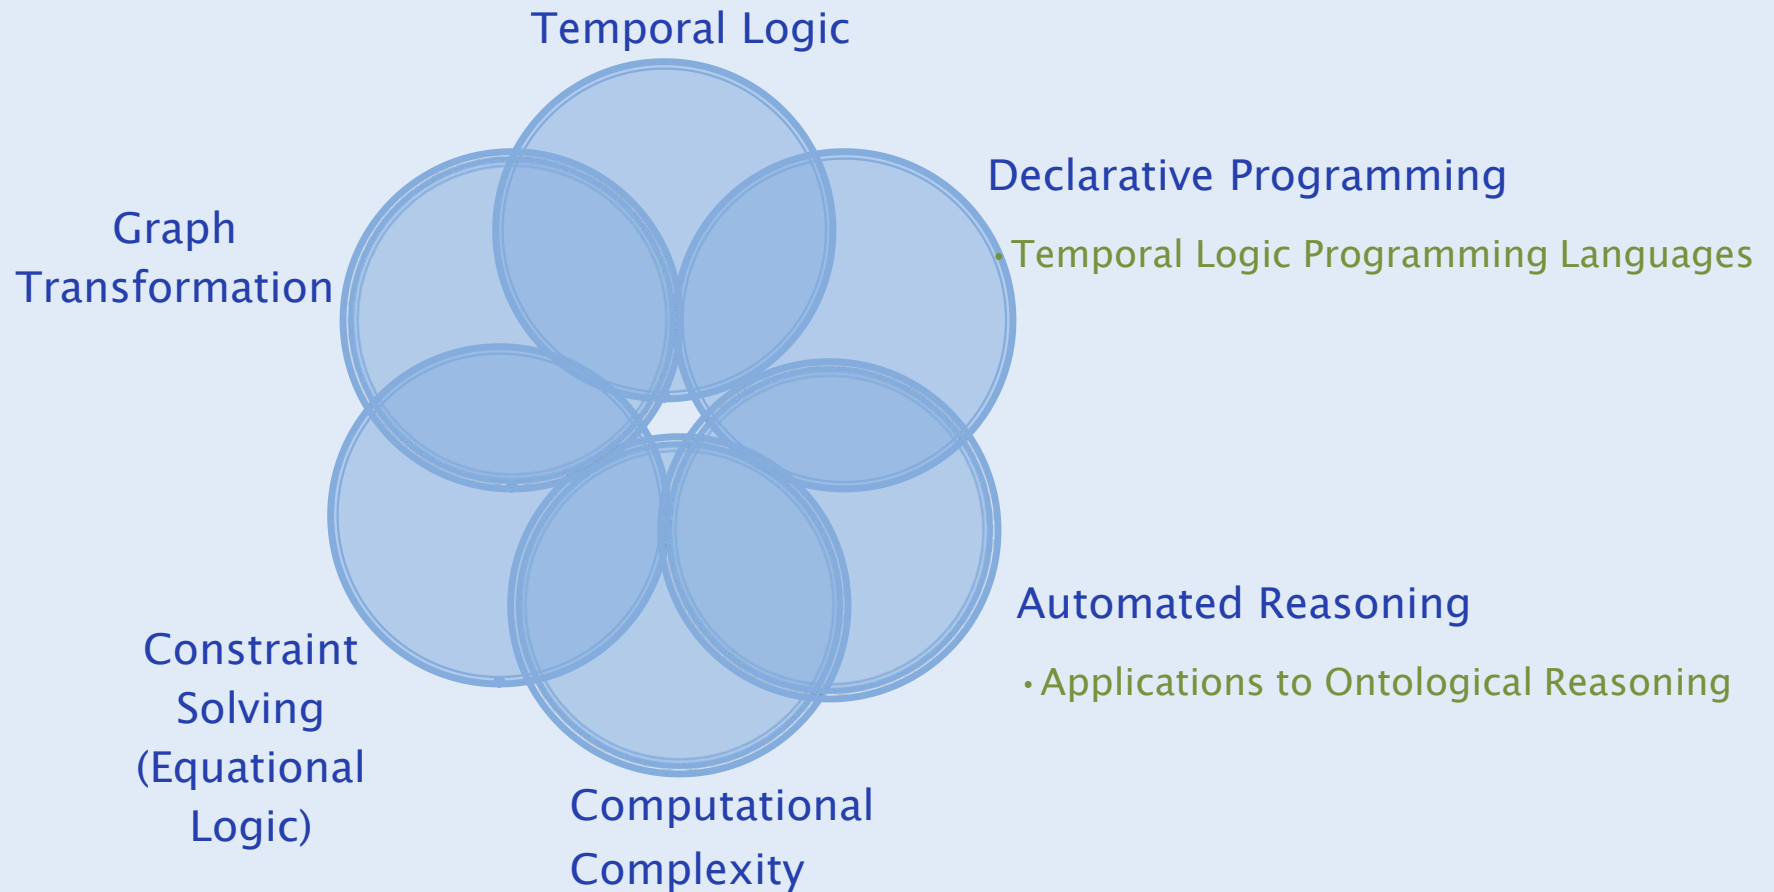 Temporal Logic
Declarative Programming
• Temporal Logic Programming Languages
Graph
Transformation
Automated Reasoning
• Applications to Ontological Reasoning
Constraint
Solving
(Equational
Logic)
Computational
Complexity